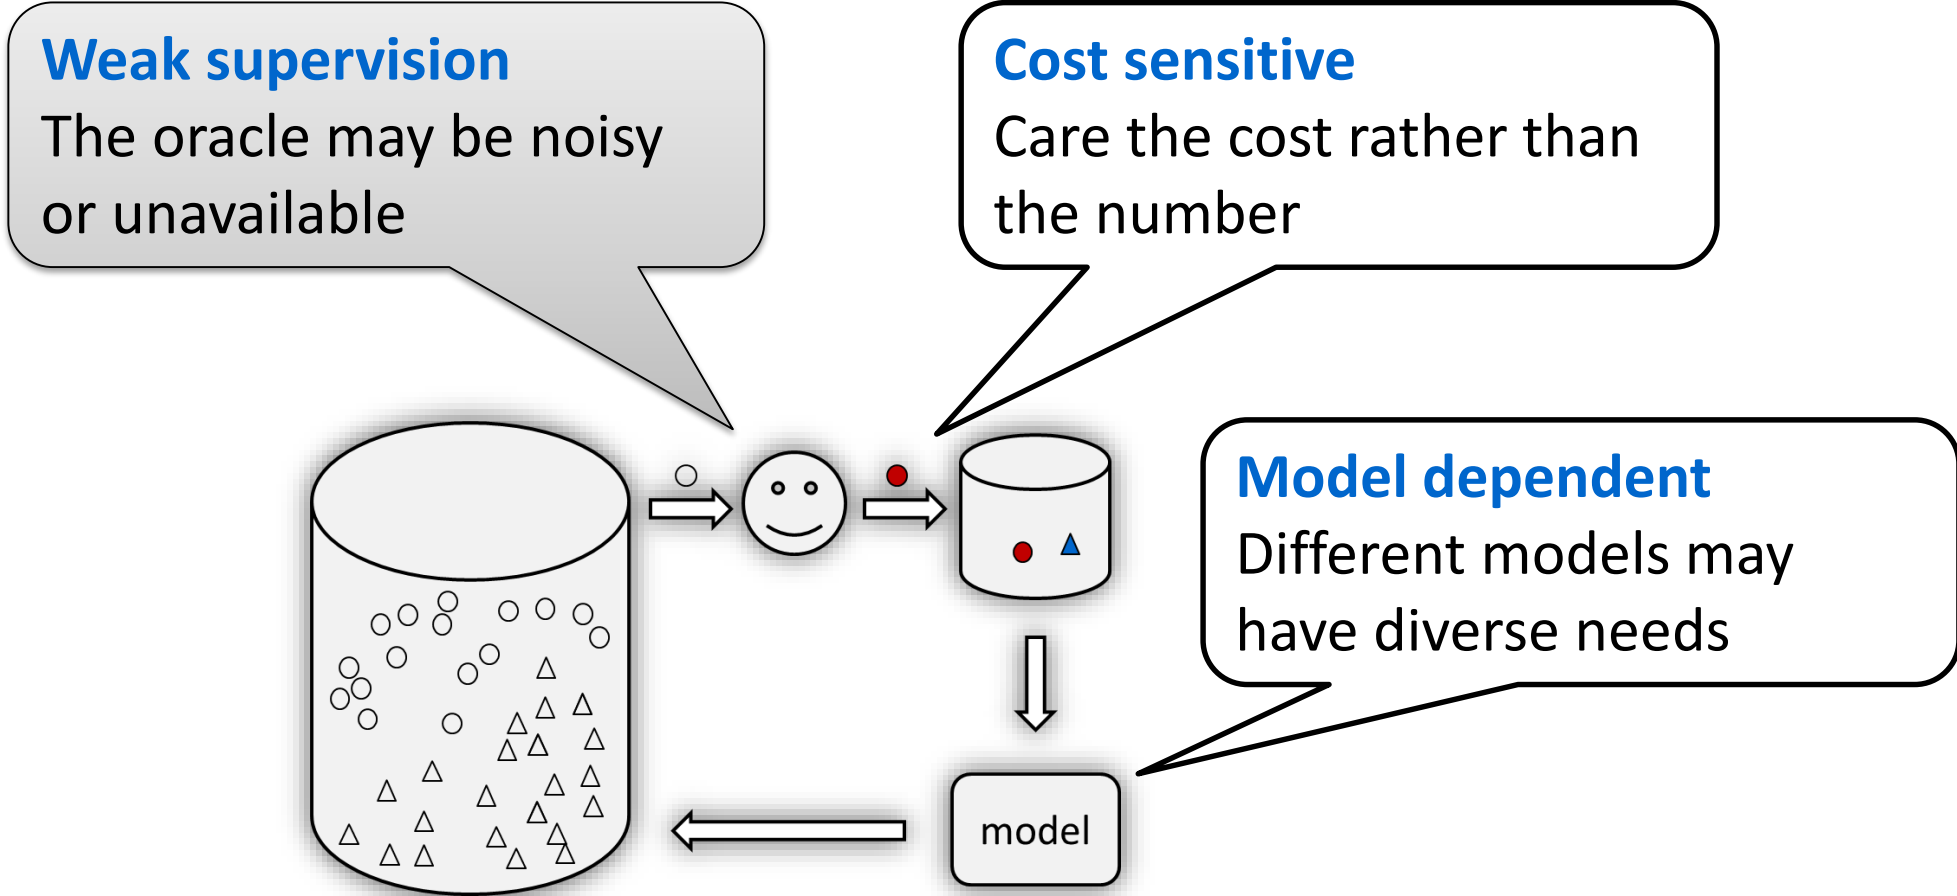 Weak supervision
The oracle may be noisy
or unavailable
Cost sensitive
Care the cost rather than
the number
Model dependent
Different models may
have diverse needs
model